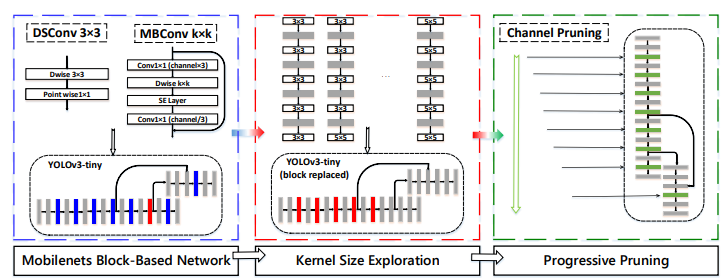 DSConv 3×3
Dwise 3×3
Point wise1×1
MBConv k×k
Conv1×1 (channel×3)
Dwise k×k
SE Layer
Conv1×1 (channel/3)
YOLOv3-tiny
Mobilenets Block-Based Network
3×3 3×3 5×5
3×3 3×3 5×5
3×3 3×3 5×5
3×3 5×5 5×5
3×3 5×5 5×5
3×3 5×5 5×5
...
YOLOv3-tiny
(block replaced)
Kernel Size Exploration
Channel Pruning
Progressive Pruning